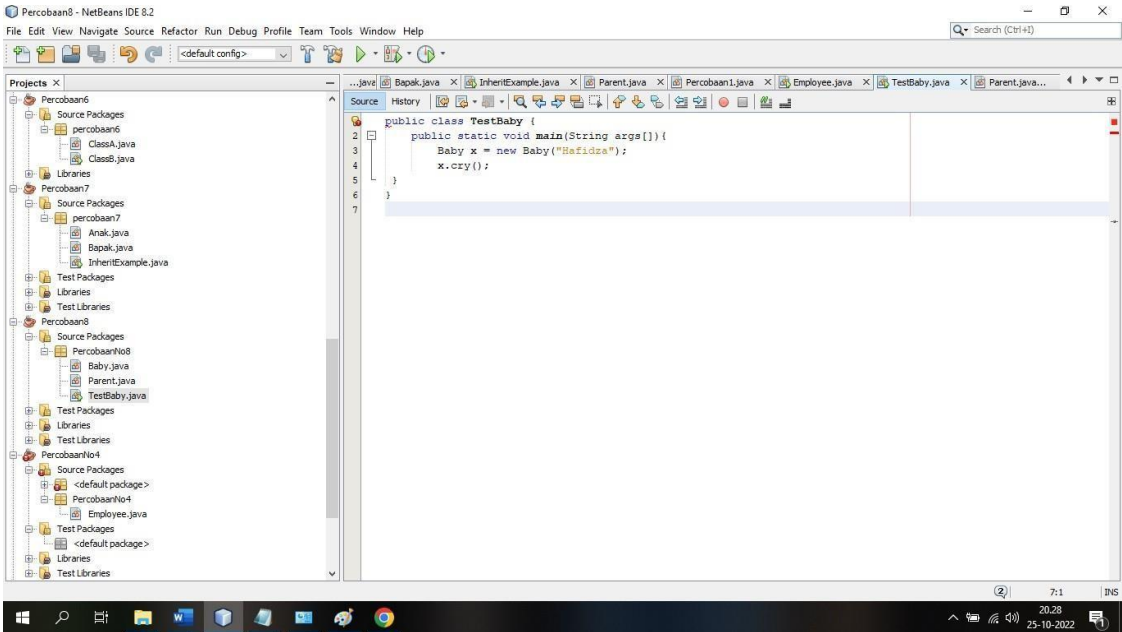 Percobaan8 - NetBeans IDE 8.2
File Edit View Navigate Source Refactor Run Debug Profile Team Tools Window Help
Search (Ctrl+I)
<default config>
Projects
...java Bapak.java InheritExample.java Parent.java Percobaan1.java Employee.java TestBaby.java Parent.java...
Source History
Percobaan6
Source Packages
percobaan6
ClassA.java
ClassB.java
Libraries
Percobaan7
Source Packages
percobaan7
Anak.java
Bapak.java
InheritExample.java
Test Packages
Libraries
Test Libraries
Percobaan8
Source Packages
PercobaanNo8
Baby.java
Parent.java
TestBaby.java
Test Packages
Libraries
Test Libraries
PercobaanNo4
Source Packages
<default package>
PercobaanNo4
Employee.java
Test Packages
<default package>
Libraries
Test Libraries
public class TestBaby {
2 public static void main(String args[]){
3 Baby x = new Baby("Hafidza");
4 x.cry();
5 }
6 }
7
2 7:1 INS
W
20.28
25-10-2022
1